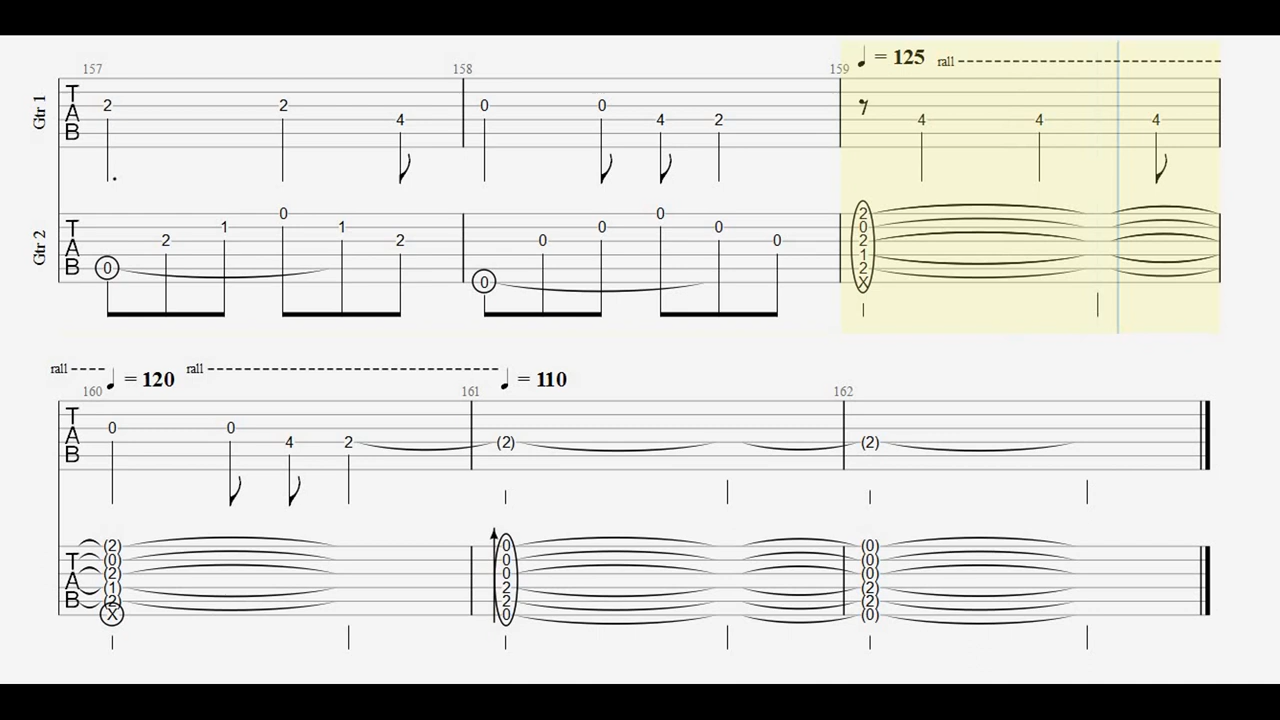 157 158 159 ♩ = 125 rall
Gtr 1
T
A
B
2 2 4 0 0 4 2 4 4 4
Gtr 2
T
A
B
0 2 1 0 1 2 0 0 0 0 0 0
2
0
2
1
2
X
rall 160 ♩ = 120 rall 161 ♩ = 110 162
T
A
B
0 0 4 2 (2) (2)
T
A
B
(2) 0 (0)
(0) 0 (0)
(2) 0 (0)
(1) 2 (2)
(2) 2 (2)
X 0 (0)